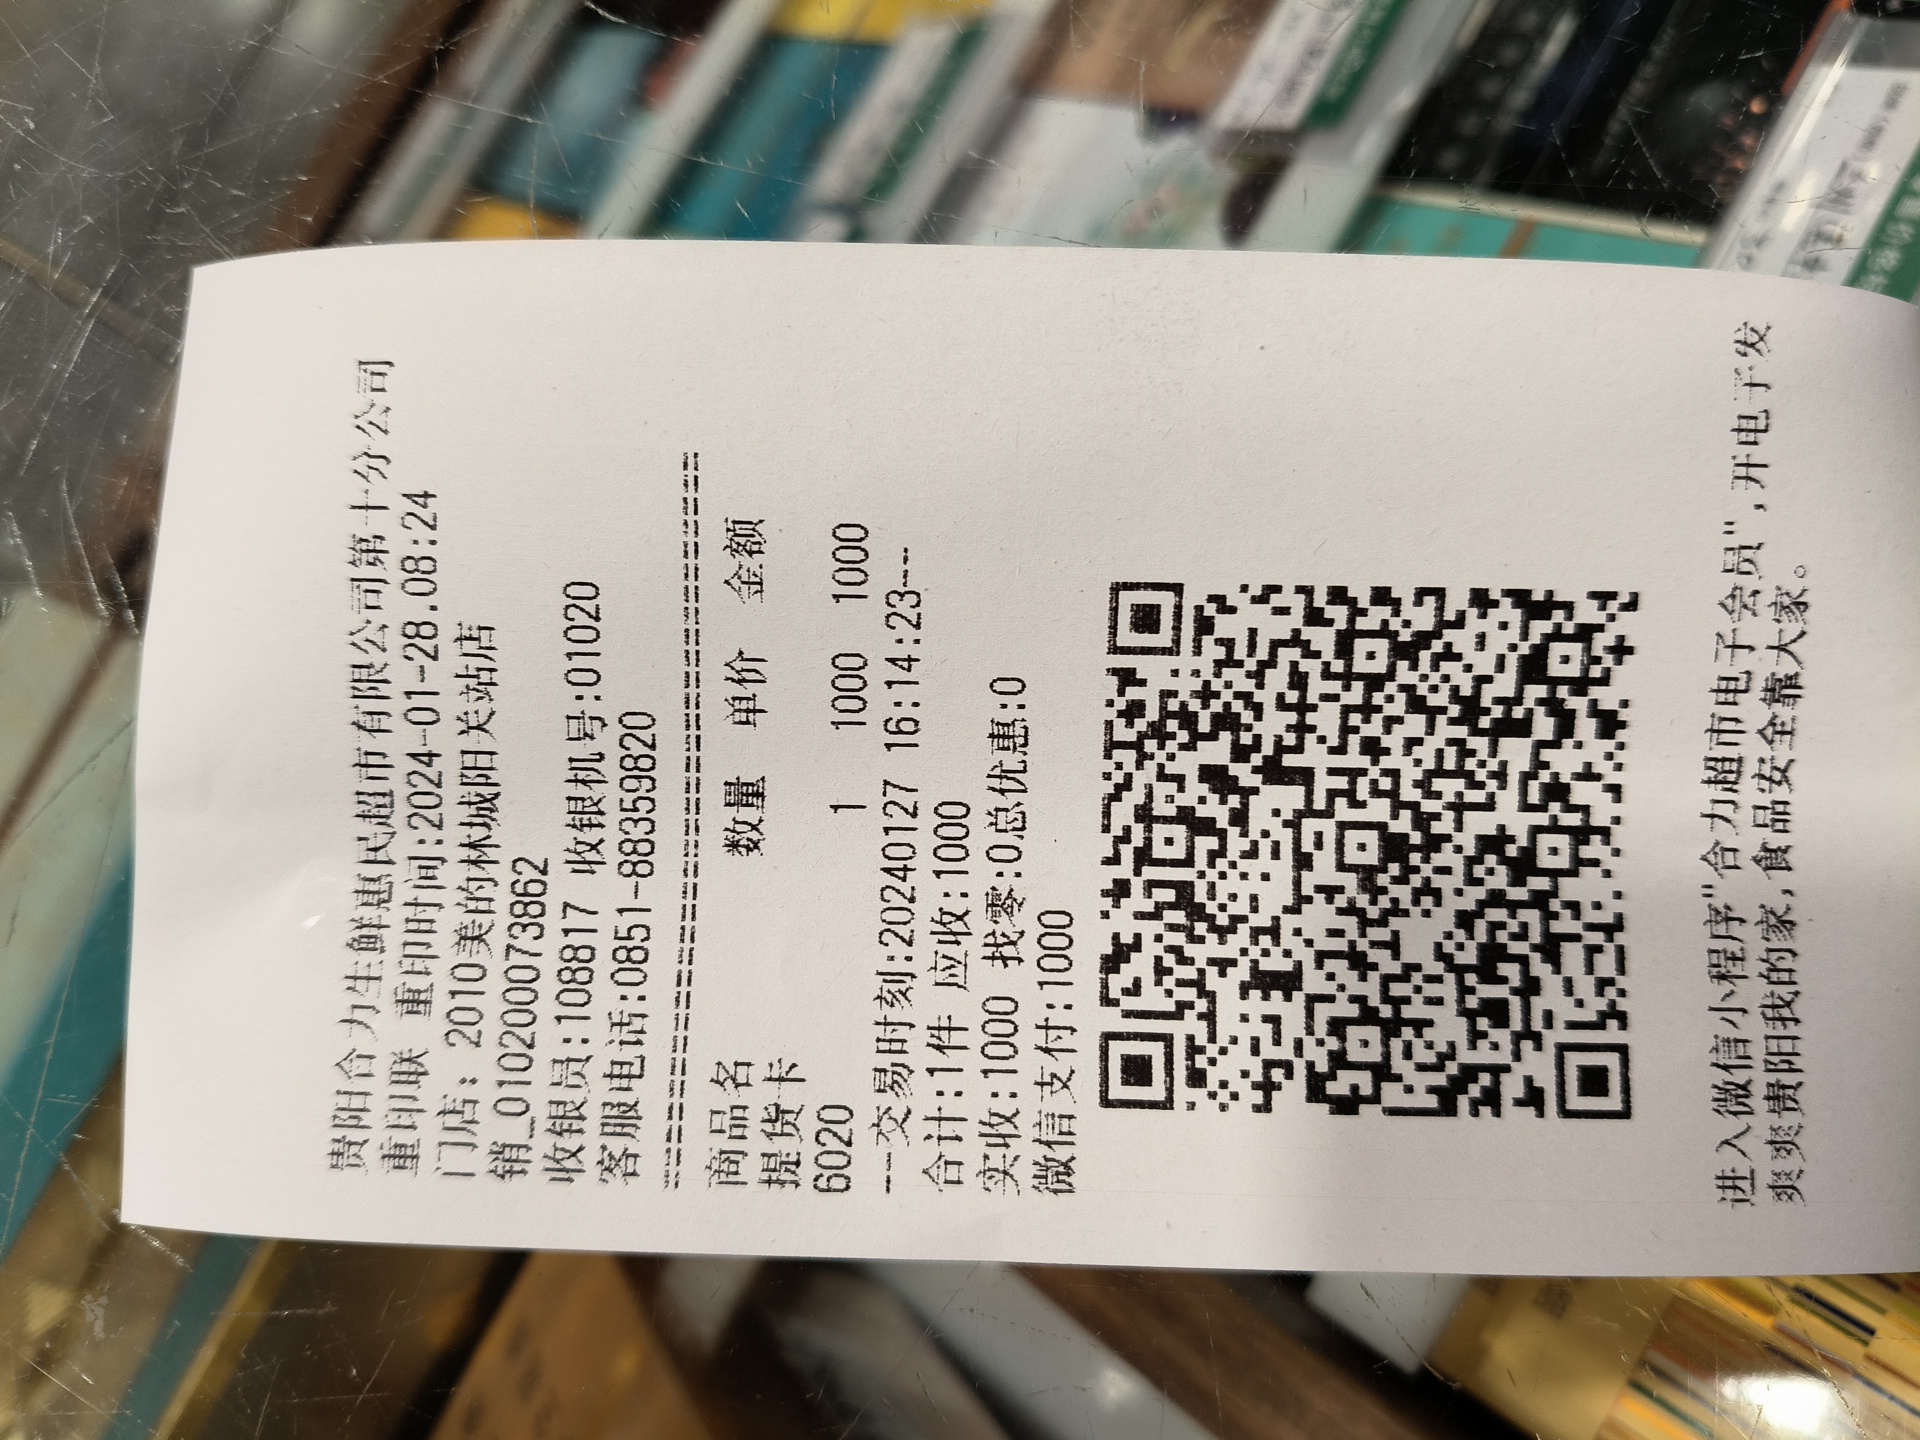 贵阳合力生鲜惠民超市有限公司第十分公司
重印联 重印时间:2024-01-28.08:24
门店: 2010美的林城阳关站店
销_01020007​3862
收银员:108817 收银机号:01020
客服电话:0851-88359820
==================================
商品名 数量 单价 金额
提货卡
6020 1 1000 1000
--交易时刻:20240127 16:14:23--
合计:1件 应收:1000
实收:1000 找零:0总优惠:0
微信支付:1000
进入微信小程序"合力超市电子会员",开电子发
爽爽贵阳我的家,食品安全靠大家。